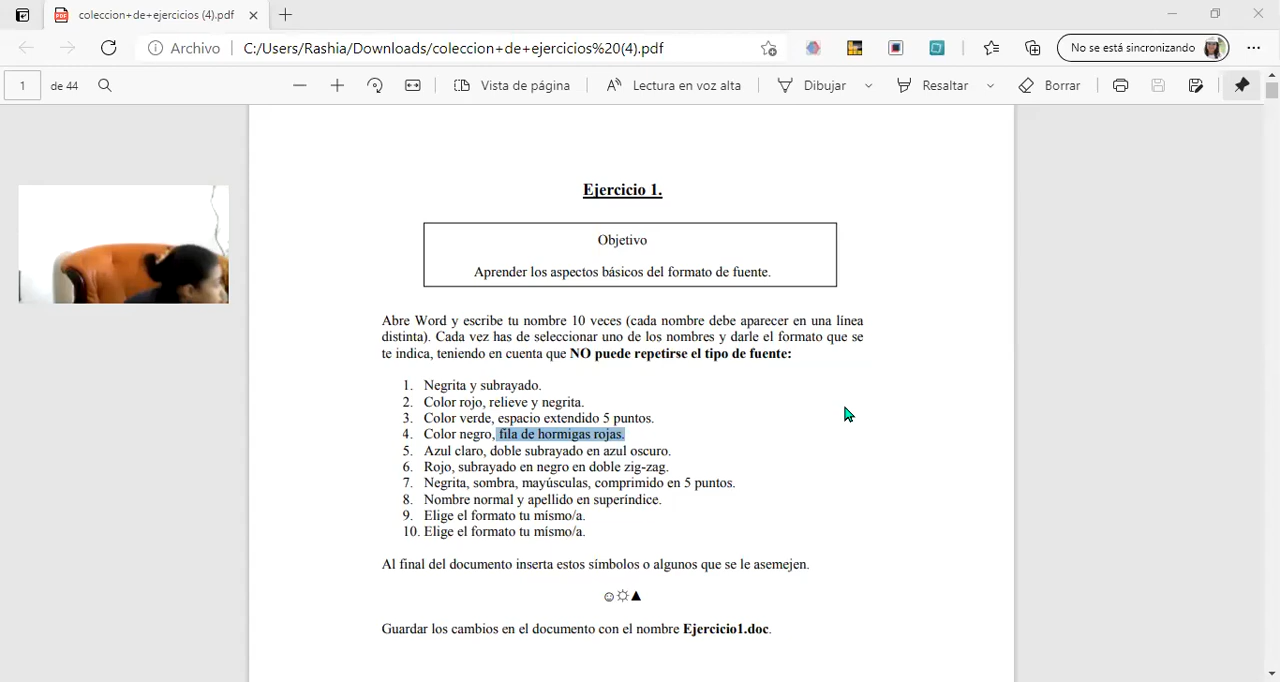 coleccion+de+ejercicios (4).pdf
Archivo C:/Users/Rashia/Downloads/coleccion+de+ejercicios%20(4).pdf No se está sincronizando
1 de 44 Vista de página Lectura en voz alta Dibujar Resaltar Borrar
Ejercicio 1.
Objetivo
Aprender los aspectos básicos del formato de fuente.
Abre Word y escribe tu nombre 10 veces (cada nombre debe aparecer en una línea
distinta). Cada vez has de seleccionar uno de los nombres y darle el formato que se
te indica, teniendo en cuenta que NO puede repetirse el tipo de fuente:
1. Negrita y subrayado.
2. Color rojo, relieve y negrita.
3. Color verde, espacio extendido 5 puntos.
4. Color negro, fila de hormigas rojas.
5. Azul claro, doble subrayado en azul oscuro.
6. Rojo, subrayado en negro en doble zig-zag.
7. Negrita, sombra, mayúsculas, comprimido en 5 puntos.
8. Nombre normal y apellido en superíndice.
9. Elige el formato tu mismo/a.
10. Elige el formato tu mismo/a.
Al final del documento inserta estos símbolos o algunos que se le asemejen.
☺☼▲
Guardar los cambios en el documento con el nombre Ejercicio1.doc.